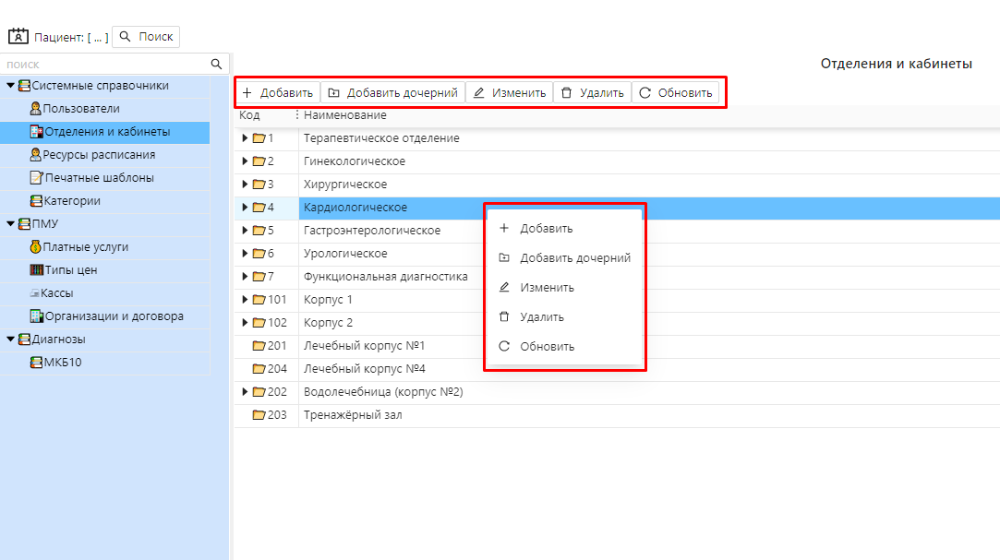 Пациент: [ ... ] Поиск
поиск
Отделения и кабинеты
Системные справочники
Пользователи
Отделения и кабинеты
Ресурсы расписания
Печатные шаблоны
Категории
ПМУ
Платные услуги
Типы цен
Кассы
Организации и договора
Диагнозы
МКБ10
Добавить Добавить дочерний Изменить Удалить Обновить
Код Наименование
1 Терапевтическое отделение
2 Гинекологическое
3 Хирургическое
4 Кардиологическое
5 Гастроэнтерологическое
6 Урологическое
7 Функциональная диагностика
101 Корпус 1
102 Корпус 2
201 Лечебный корпус №1
204 Лечебный корпус №4
202 Водолечебница (корпус №2)
203 Тренажёрный зал
Добавить
Добавить дочерний
Изменить
Удалить
Обновить